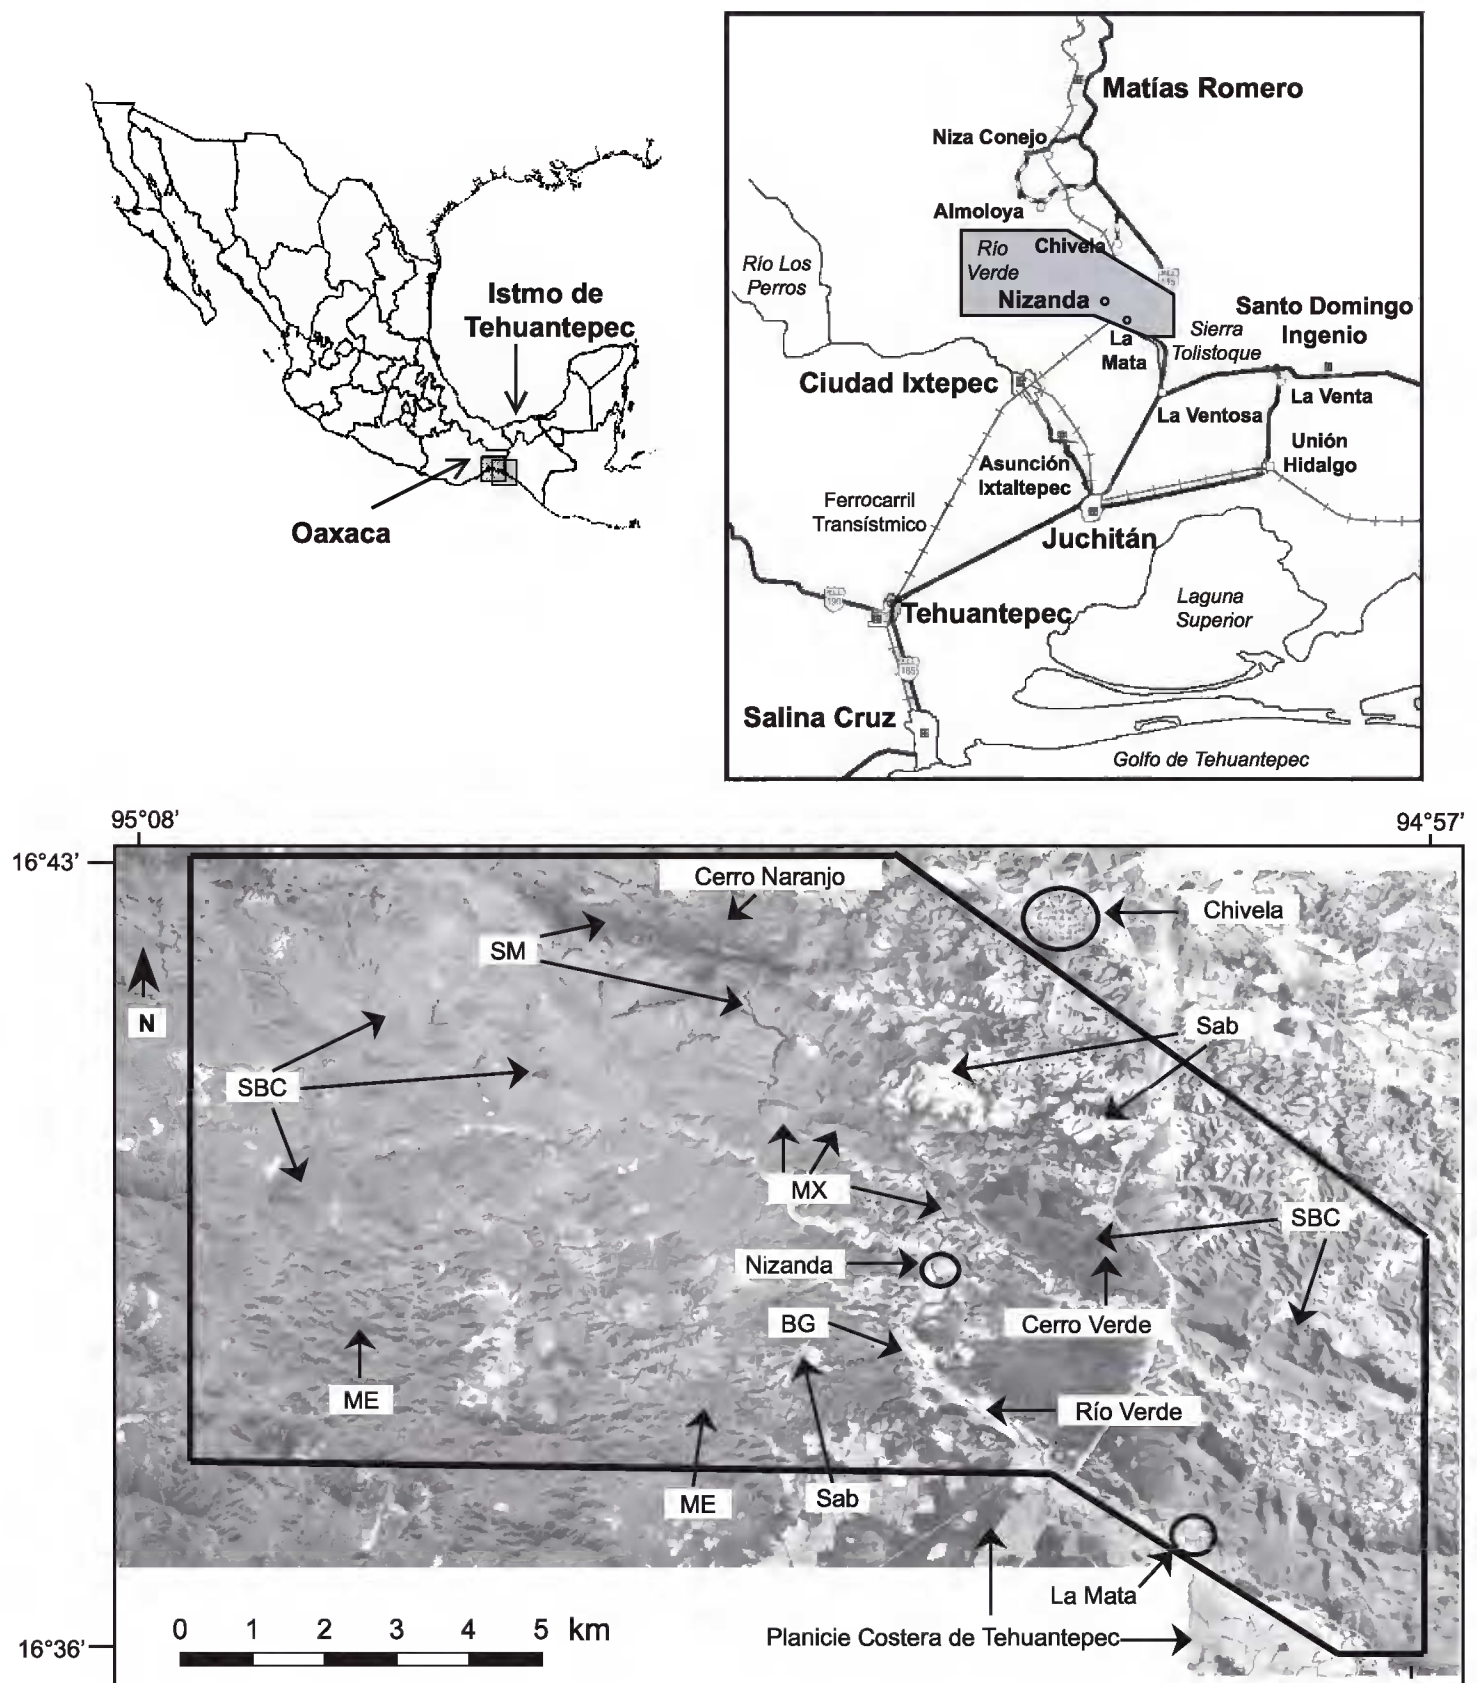 Istmo de
Tehuantepec
Oaxaca
Matías Romero
Niza Conejo
Almoloya
Río
Verde
Chivela
Río Los
Perros
Nizanda
Santo Domingo
Ingenio
Sierra
Tolistoque
La
Mata
Ciudad Ixtepec
La Venta
La Ventosa
Unión
Hidalgo
Asunción
Ixtaltepec
Ferrocarril
Transístmico
Juchitán
190
Tehuantepec
Laguna
Superior
185
Salina Cruz
Golfo de Tehuantepec
95°08'
94°57'
16°43'
Cerro Naranjo
Chivela
SM
N
Sab
SBC
MX
SBC
Nizanda
BG
Cerro Verde
ME
Río Verde
ME
Sab
La Mata
0 1 2 3 4 5 km
Planicie Costera de Tehuantepec
16°36'